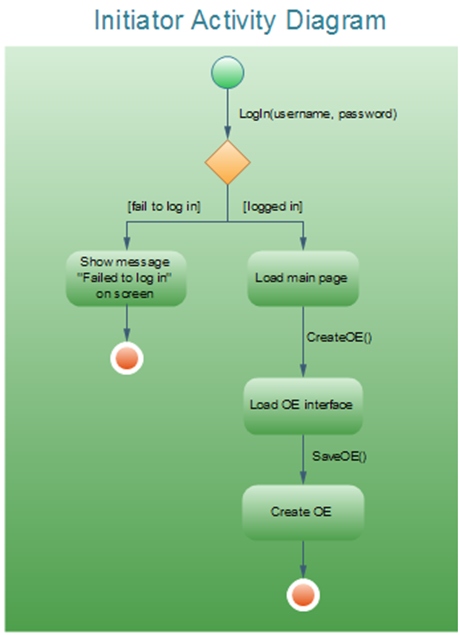 Initiator Activity Diagram
LogIn(username, password)
[fail to log in]
[logged in]
Show message
"Failed to log in"
on screen
Load main page
CreateOE()
Load OE interface
SaveOE()
Create OE